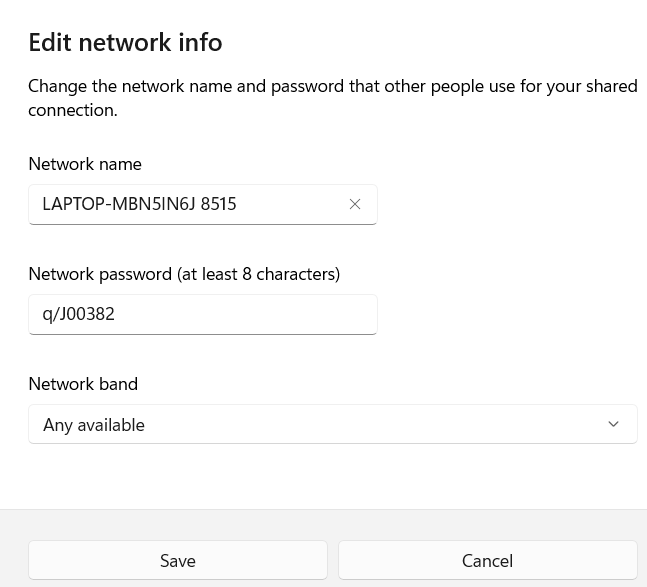 Edit network info
Change the network name and password that other people use for your shared
connection.
Network name
LAPTOP-MBN5IN6J 8515
Network password (at least 8 characters)
q/J00382
Network band
Any available
Save
Cancel